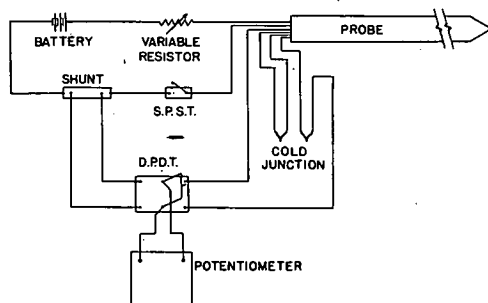 BATTERY
VARIABLE
RESISTOR
PROBE
SHUNT
S.P.S.T.
COLD
JUNCTION
D.P.D.T.
POTENTIOMETER